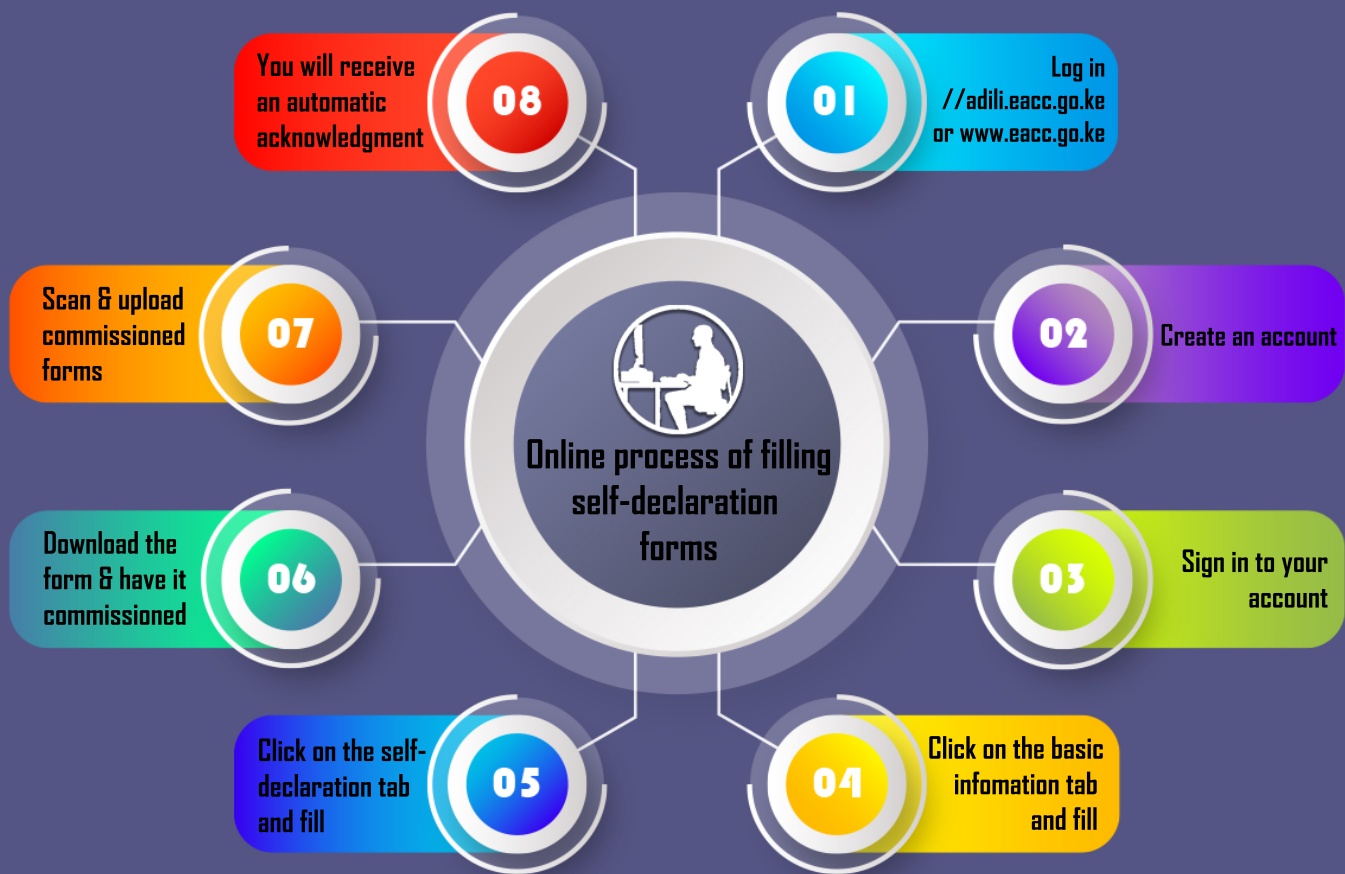 Online process of filling
self-declaration
forms
01
Log in
//adili.eacc.go.ke
or www.eacc.go.ke
02
Create an account
03
Sign in to your
account
04
Click on the basic
infomation tab
and fill
05
Click on the self-
declaration tab
and fill
06
Download the
form & have it
commissioned
07
Scan & upload
commissioned
forms
08
You will receive
an automatic
acknowledgment